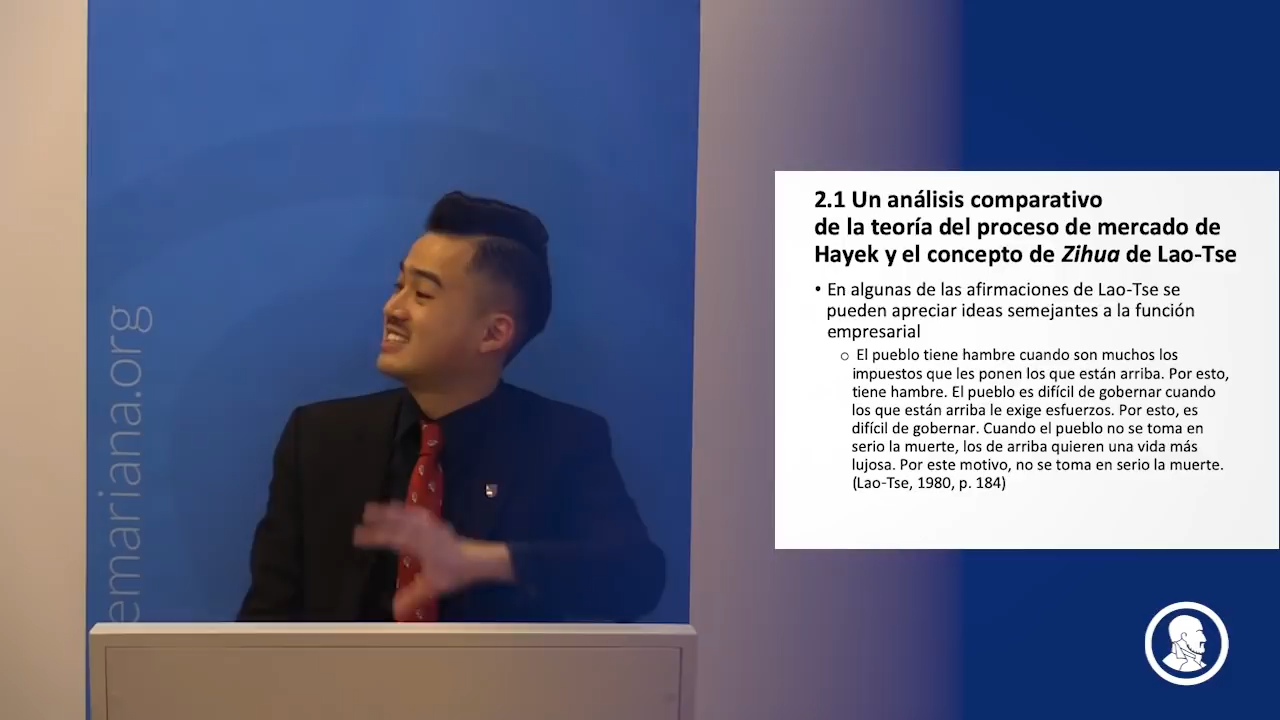 emariana.org
2.1 Un análisis comparativo
de la teoría del proceso de mercado de
Hayek y el concepto de Zihua de Lao-Tse
• En algunas de las afirmaciones de Lao-Tse se
pueden apreciar ideas semejantes a la función
empresarial
o El pueblo tiene hambre cuando son muchos los
impuestos que les ponen los que están arriba. Por esto,
tiene hambre. El pueblo es difícil de gobernar cuando
los que están arriba le exige esfuerzos. Por esto, es
difícil de gobernar. Cuando el pueblo no se toma en
serio la muerte, los de arriba quieren una vida más
lujosa. Por este motivo, no se toma en serio la muerte.
(Lao-Tse, 1980, p. 184)